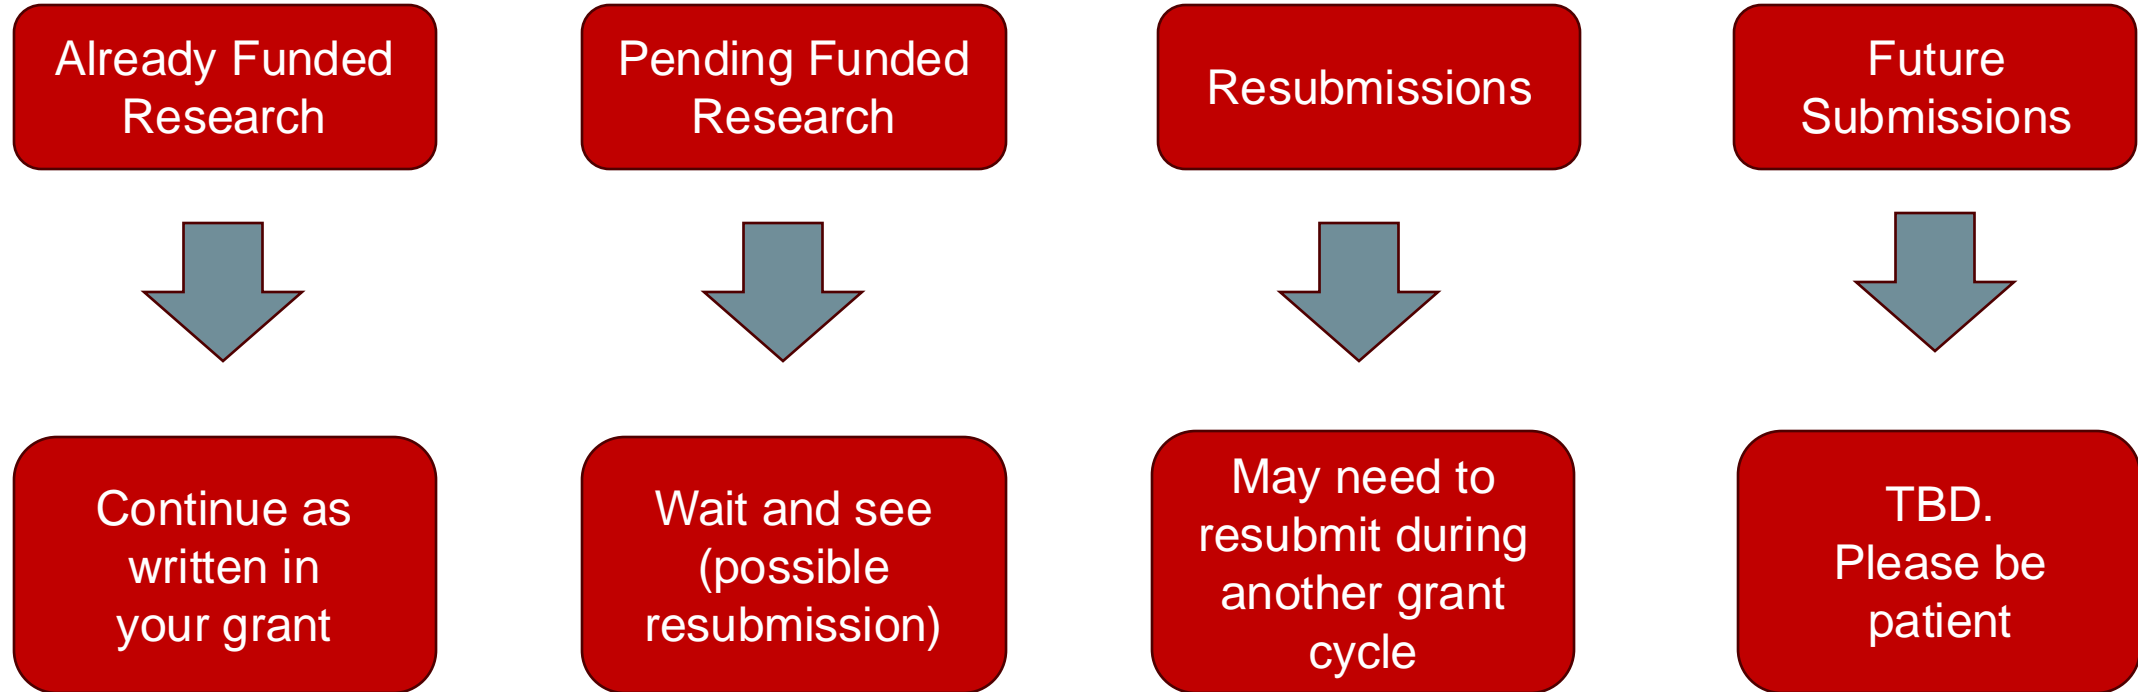 Already Funded
Research
Pending Funded
Research
Resubmissions
Future
Submissions
Continue as
written in
your grant
Wait and see
(possible
resubmission)
May need to
resubmit during
another grant
cycle
TBD.
Please be
patient